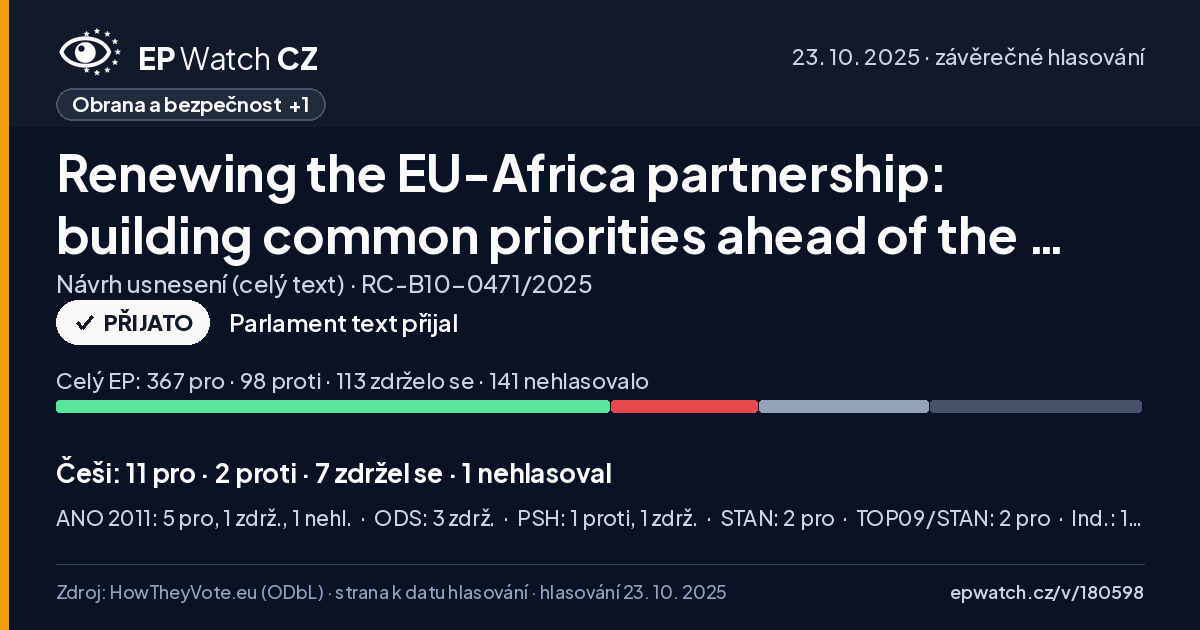 EP Watch CZ
23. 10. 2025 · závěrečné hlasování
Obrana a bezpečnost +1
Renewing the EU-Africa partnership:
building common priorities ahead of the …
Návrh usnesení (celý text) · RC-B10-0471/2025
✓ PŘIJATO Parlament text přijal
Celý EP: 367 pro · 98 proti · 113 zdrželo se · 141 nehlasovalo
Češi: 11 pro · 2 proti · 7 zdržel se · 1 nehlasoval
ANO 2011: 5 pro, 1 zdrž., 1 nehl. · ODS: 3 zdrž. · PSH: 1 proti, 1 zdrž. · STAN: 2 pro · TOP09/STAN: 2 pro · Ind.: 1…
Zdroj: HowTheyVote.eu (ODbL) · strana k datu hlasování · hlasování 23. 10. 2025
epwatch.cz/v/180598